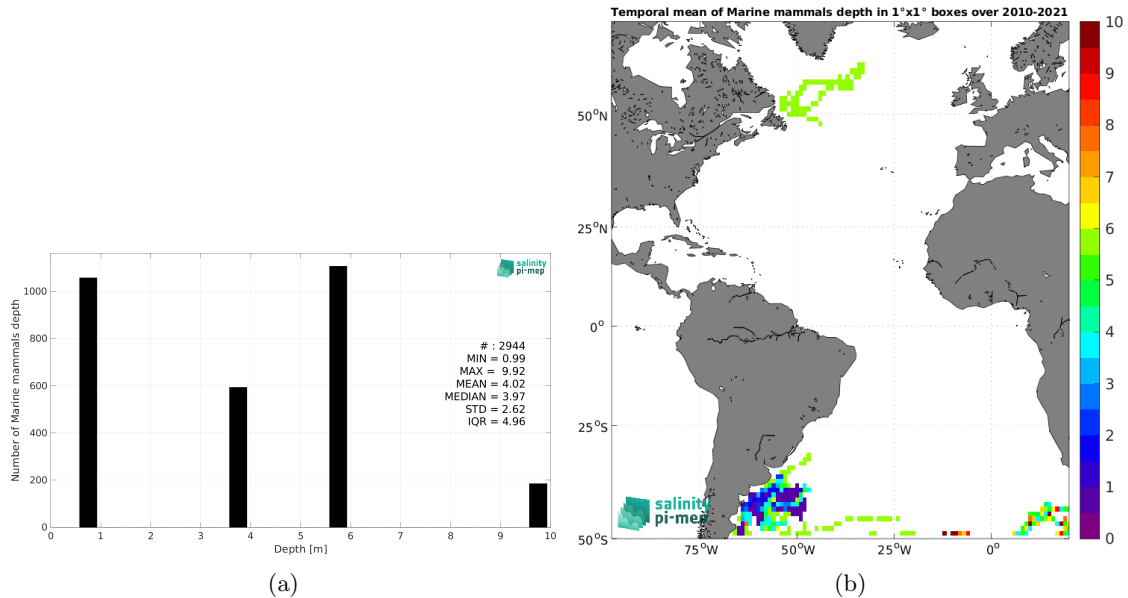 salinity
pi-mep
Number of Marine mammals depth
1000
800
600
400
200
0
# : 2944
MIN = 0.99
MAX = 9.92
MEAN = 4.02
MEDIAN = 3.97
STD = 2.62
IQR = 4.96
0 1 2 3 4 5 6 7 8 9 10
Depth [m]
(a)
Temporal mean of Marine mammals depth in 1°x1° boxes over 2010-2021
50°N
25°N
0°
25°S
50°S
75°W 50°W 25°W 0°
salinity
pi-mep
10
9
8
7
6
5
4
3
2
1
0
(b)